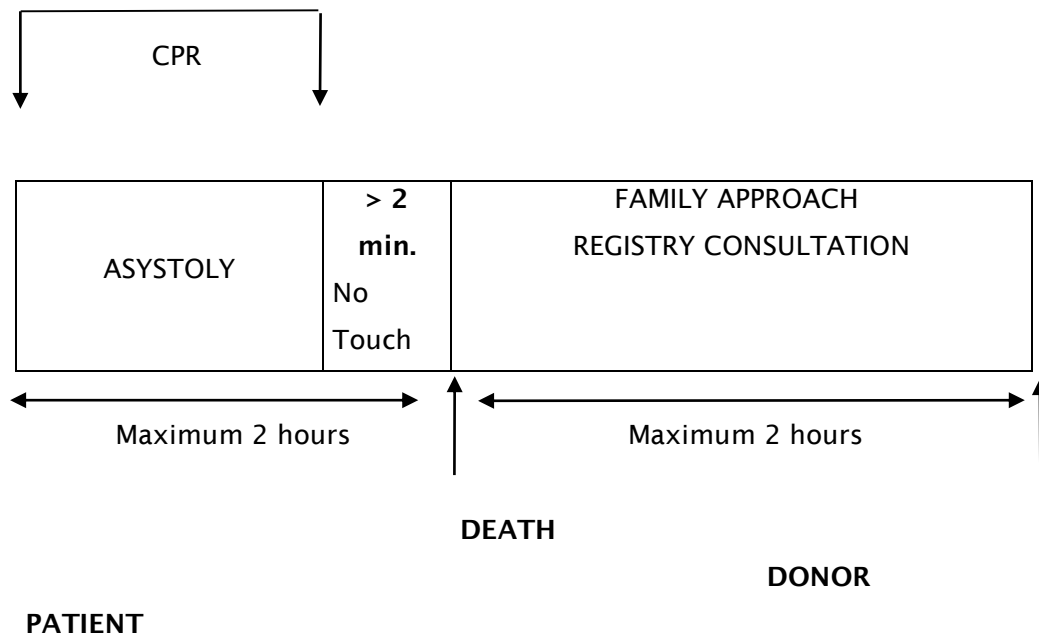 CPR
ASYSTOLY
> 2
min.
No
Touch
FAMILY APPROACH
REGISTRY CONSULTATION
Maximum 2 hours
Maximum 2 hours
DEATH
DONOR
PATIENT